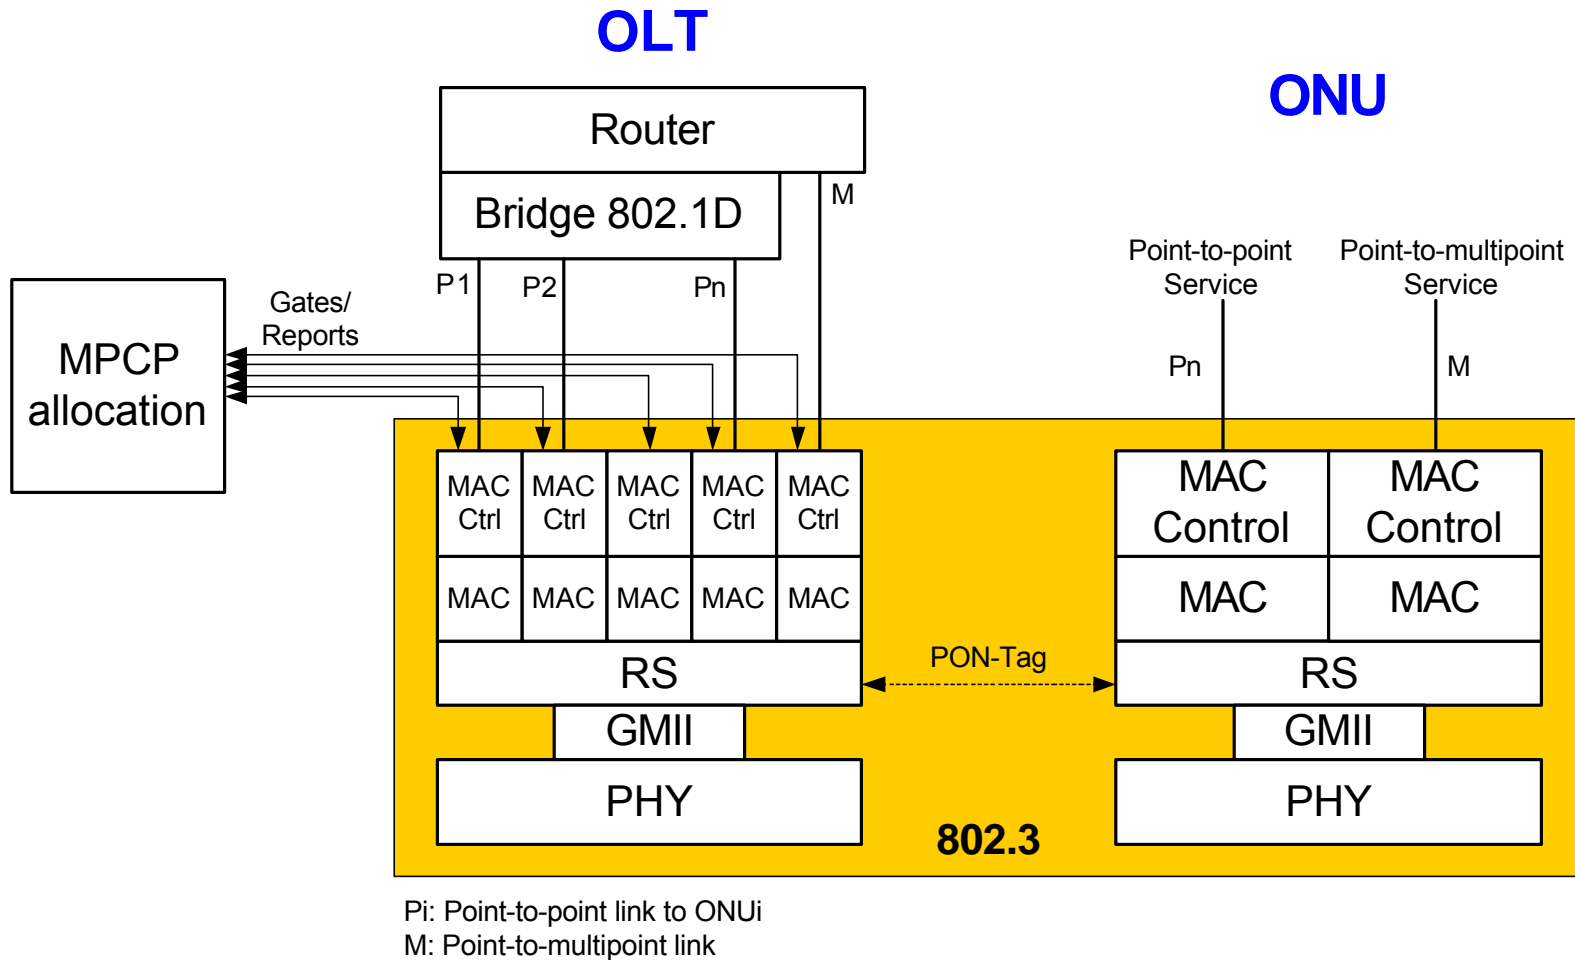 OLT
ONU
Router
Bridge 802.1D
M
P1
P2
Pn
Gates/
Reports
MPCP
allocation
Point-to-point
Service
Point-to-multipoint
Service
Pn
M
MAC
Ctrl
MAC
Ctrl
MAC
Ctrl
MAC
Ctrl
MAC
Ctrl
MAC
Control
MAC
Control
MAC
MAC
MAC
MAC
MAC
MAC
MAC
RS
PON-Tag
RS
GMII
GMII
PHY
PHY
802.3
Pi: Point-to-point link to ONUi
M: Point-to-multipoint link